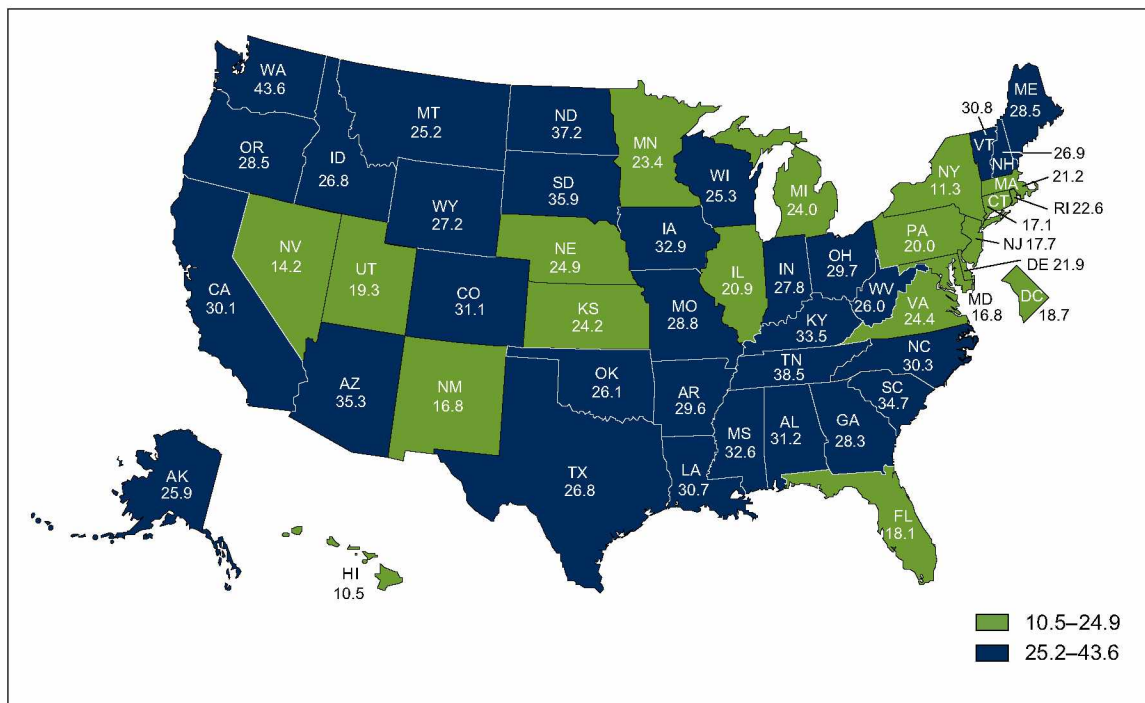 WA
43.6
MT
25.2
ND
37.2
MN
23.4
OR
28.5
ID
26.8
WY
27.2
SD
35.9
WI
25.3
MI
24.0
NY
11.3
30.8
VT
ME
28.5
NH
26.9
MA
21.2
CT
17.1
RI 22.6
NV
14.2
UT
19.3
CO
31.1
NE
24.9
IA
32.9
IL
20.9
IN
27.8
OH
29.7
PA
20.0
NJ 17.7
DE 21.9
MD
16.8
DC
18.7
CA
30.1
KS
24.2
MO
28.8
KY
33.5
WV
26.0
VA
24.4
AZ
35.3
NM
16.8
OK
26.1
AR
29.6
TN
38.5
NC
30.3
SC
34.7
TX
26.8
LA
30.7
MS
32.6
AL
31.2
GA
28.3
FL
18.1
AK
25.9
HI
10.5
10.5–24.9
25.2–43.6